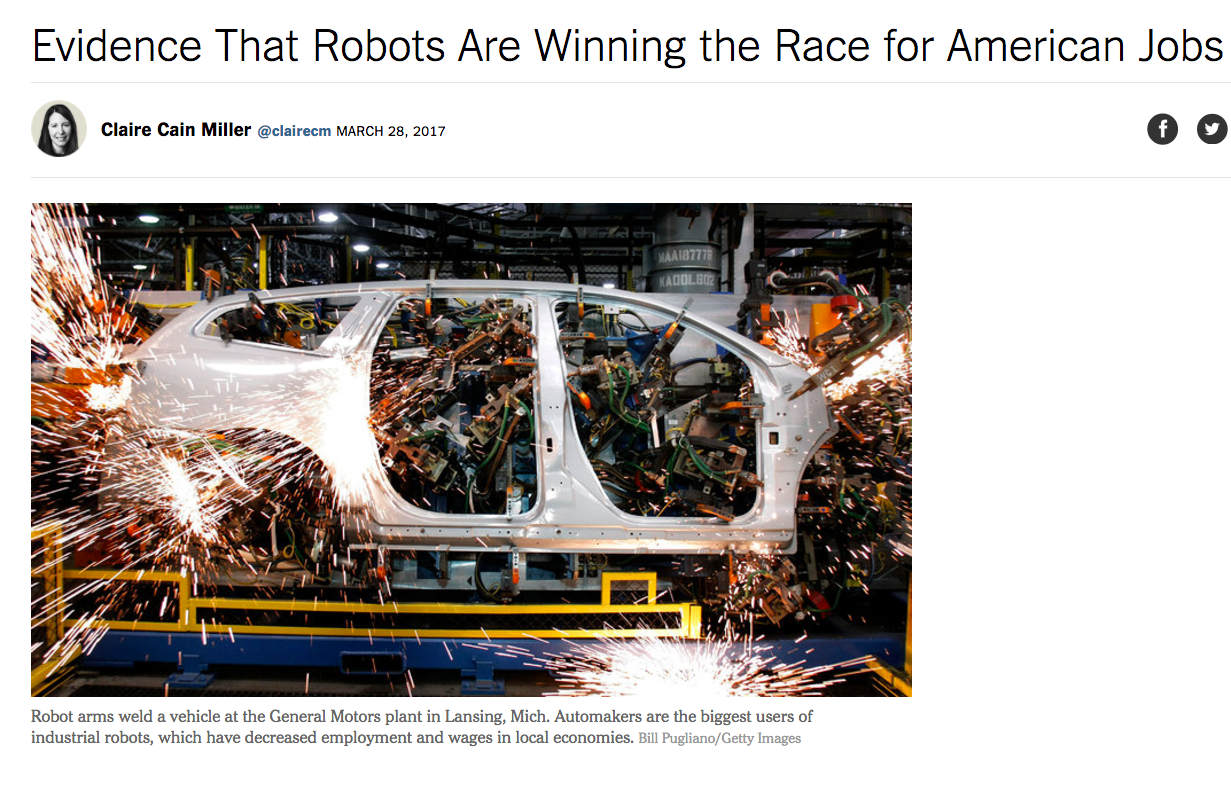 Evidence That Robots Are Winning the Race for American Jobs
Claire Cain Miller @clairecm MARCH 28, 2017
MAA18777R
KADOLB02
Robot arms weld a vehicle at the General Motors plant in Lansing, Mich. Automakers are the biggest users of
industrial robots, which have decreased employment and wages in local economies. Bill Pugliano/Getty Images